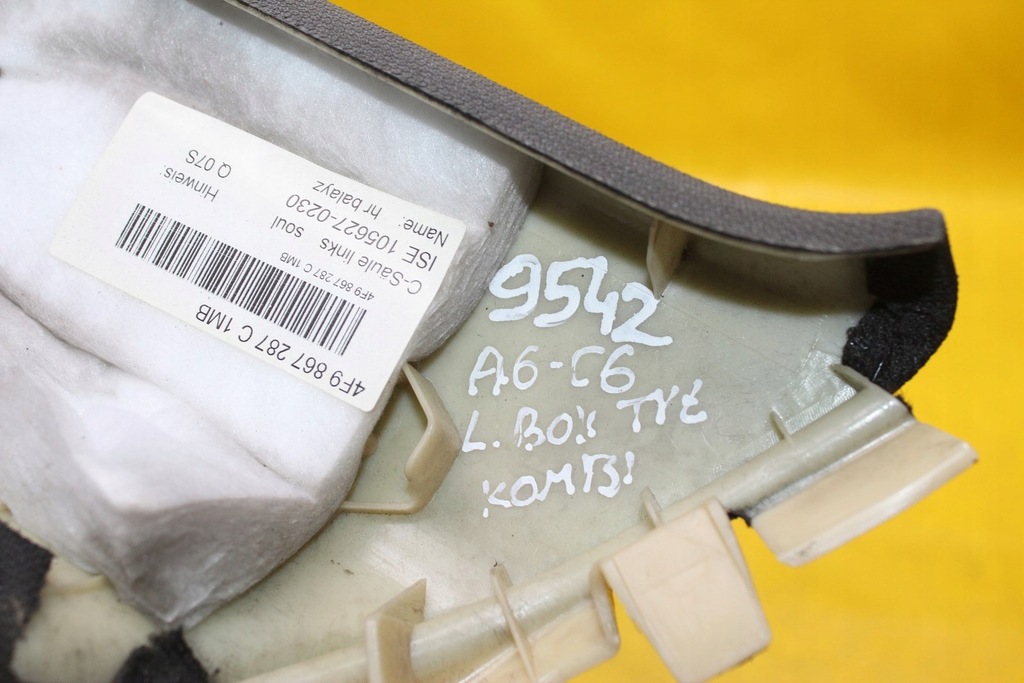 4F9 867 287 C 1MB
4F9 867 287 C 1MB
C-Säule links soul
ISE 105627-0230
Name: hr balayz
Hinweis:
Q 07S
9542
A6-C6
L. BOK TYŁ
KOMBI